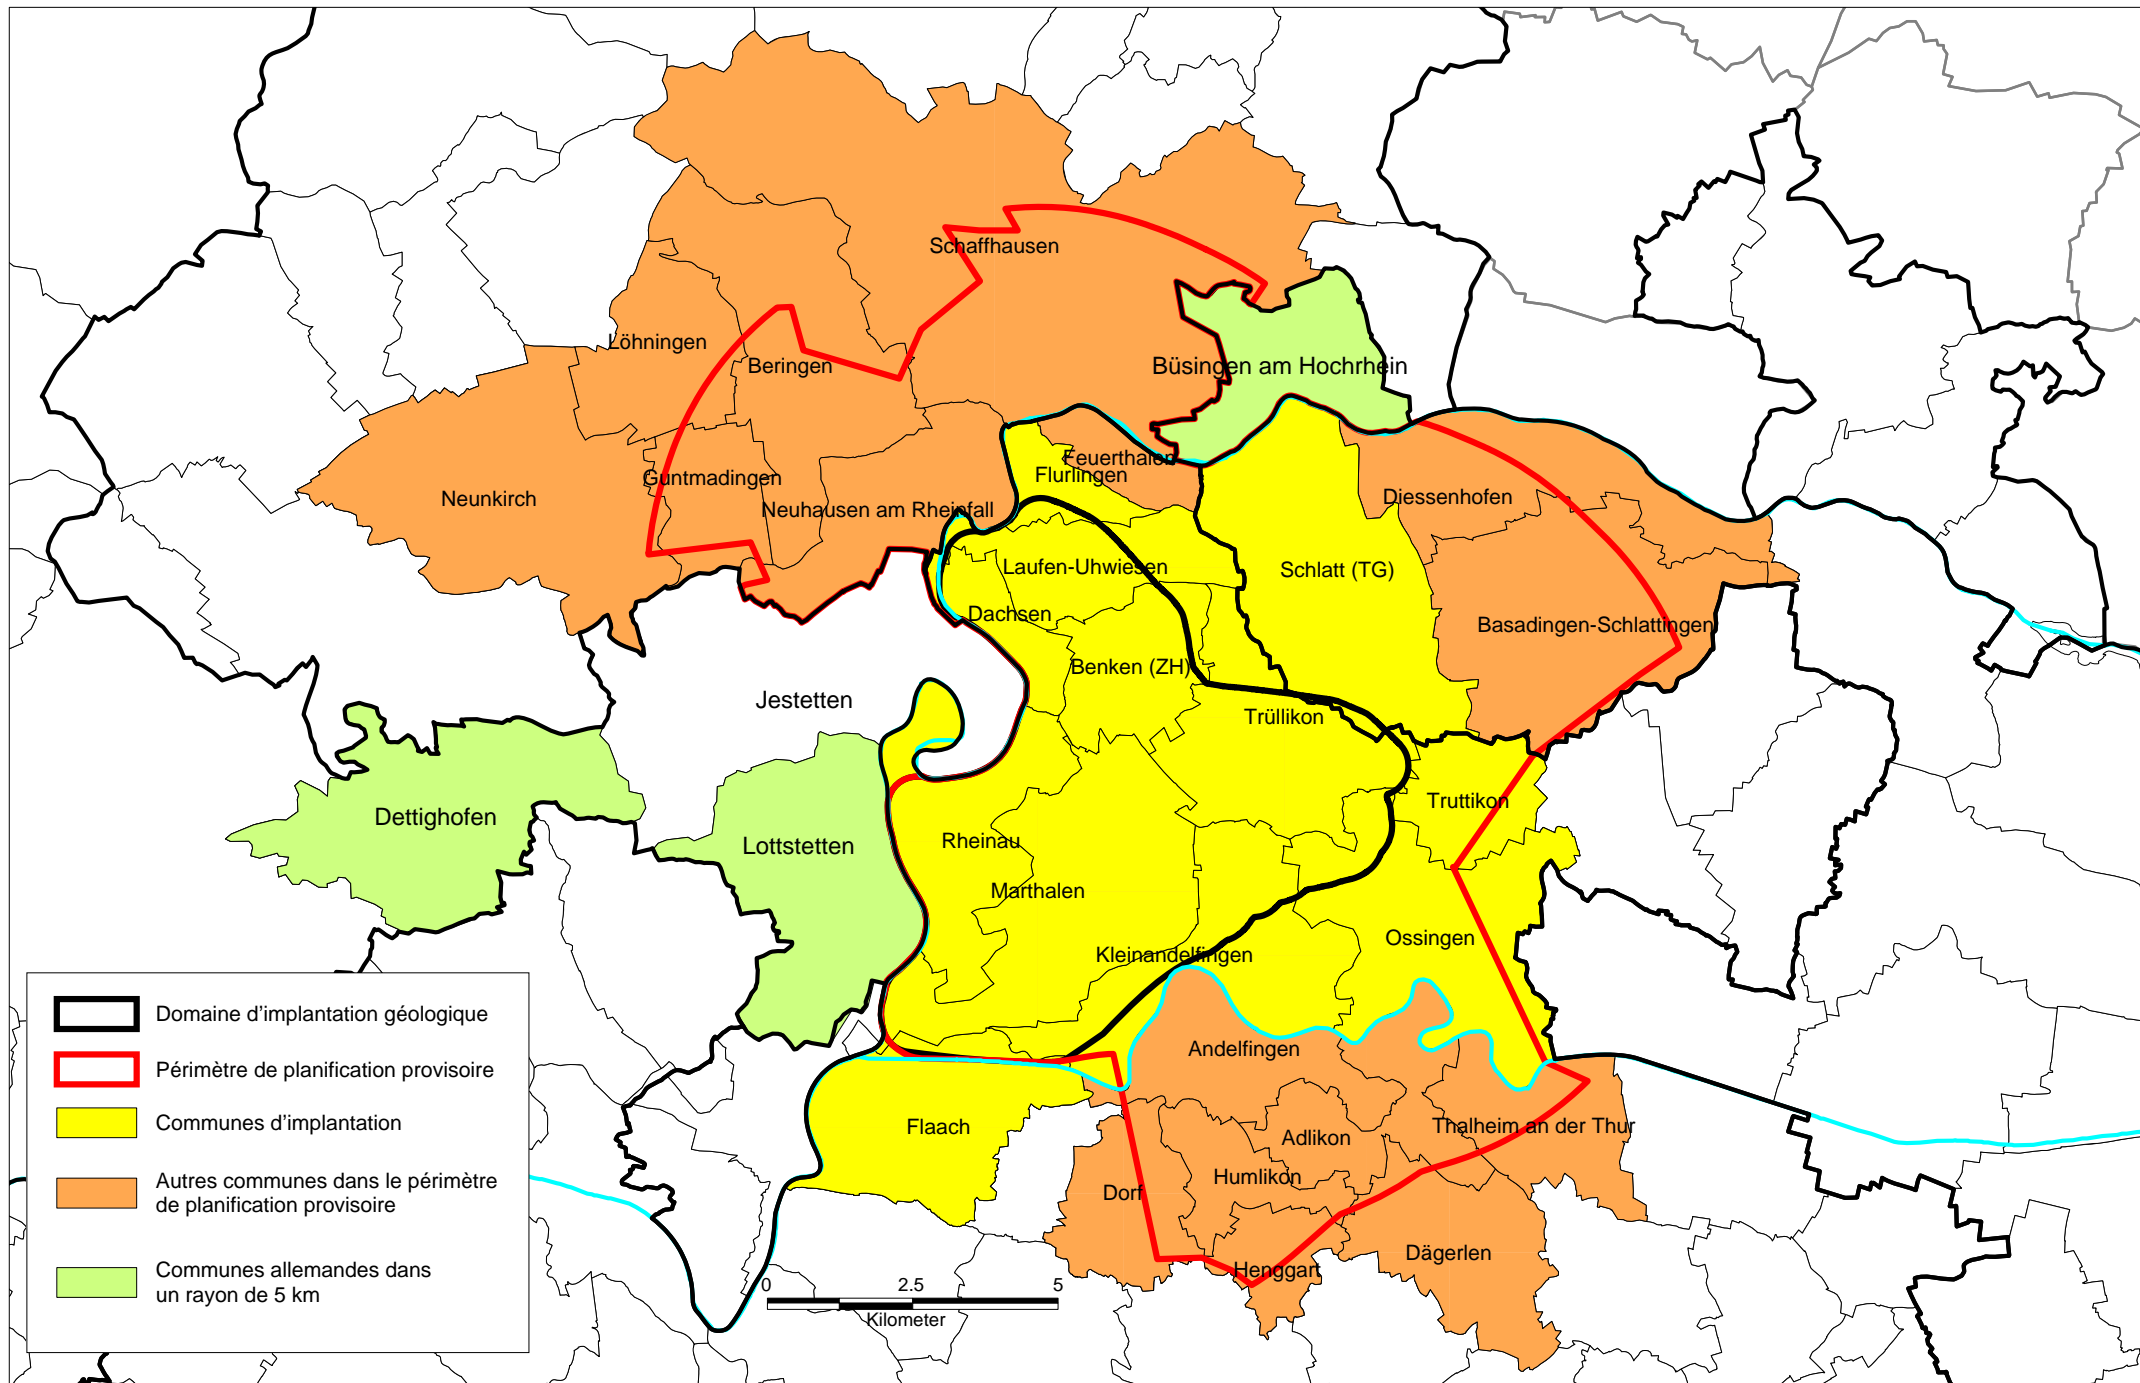 Schaffhausen
Löhningen
Beringen
Büsingen am Hochrhein
Feuerthalen
Flurlingen
Guntmadingen
Neunkirch
Diessenhofen
Neuhausen am Rheinfall
Laufen-Uhwiesen
Schlatt (TG)
Dachsen
Basadingen-Schlattingen
Benken (ZH)
Jestetten
Trüllikon
Truttikon
Dettighofen
Lottstetten
Rheinau
Marthalen
Ossingen
Kleinandelfingen
Andelfingen
Flaach
Thalheim an der Thur
Adlikon
Humlikon
Dorf
Dägerlen
Henggart
Domaine d'implantation géologique
Périmètre de planification provisoire
Communes d'implantation
Autres communes dans le périmètre
de planification provisoire
Communes allemandes dans
un rayon de 5 km
0 2.5 5
Kilometer